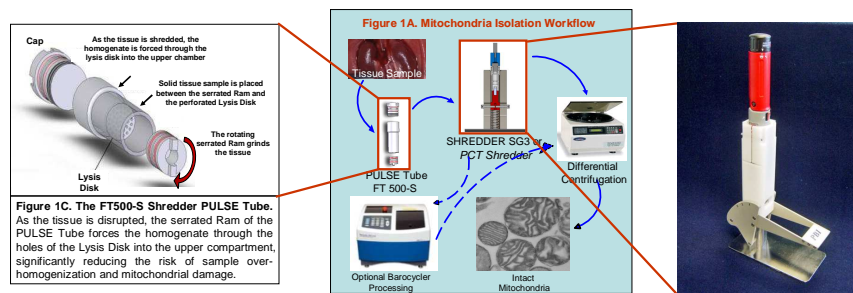 Cap
As the tissue is shredded, the
homogenate is forced through the
lysis disk into the upper chamber
Solid tissue sample is placed
between the serrated Ram and
the perforated Lysis Disk
The rotating
serrated Ram grinds
the tissue
Lysis
Disk
Figure 1C. The FT500-S Shredder PULSE Tube.
As the tissue is disrupted, the serrated Ram of the
PULSE Tube forces the homogenate through the
holes of the Lysis Disk into the upper compartment,
significantly reducing the risk of sample over-
homogenization and mitochondrial damage.
Figure 1A. Mitochondria Isolation Workflow
Tissue Sample
PULSE Tube
FT 500-S
SHREDDER SG3 or
PCT Shredder
Differential
Centrifugation
Optional Barocycler
Processing
Intact
Mitochondria
PBI